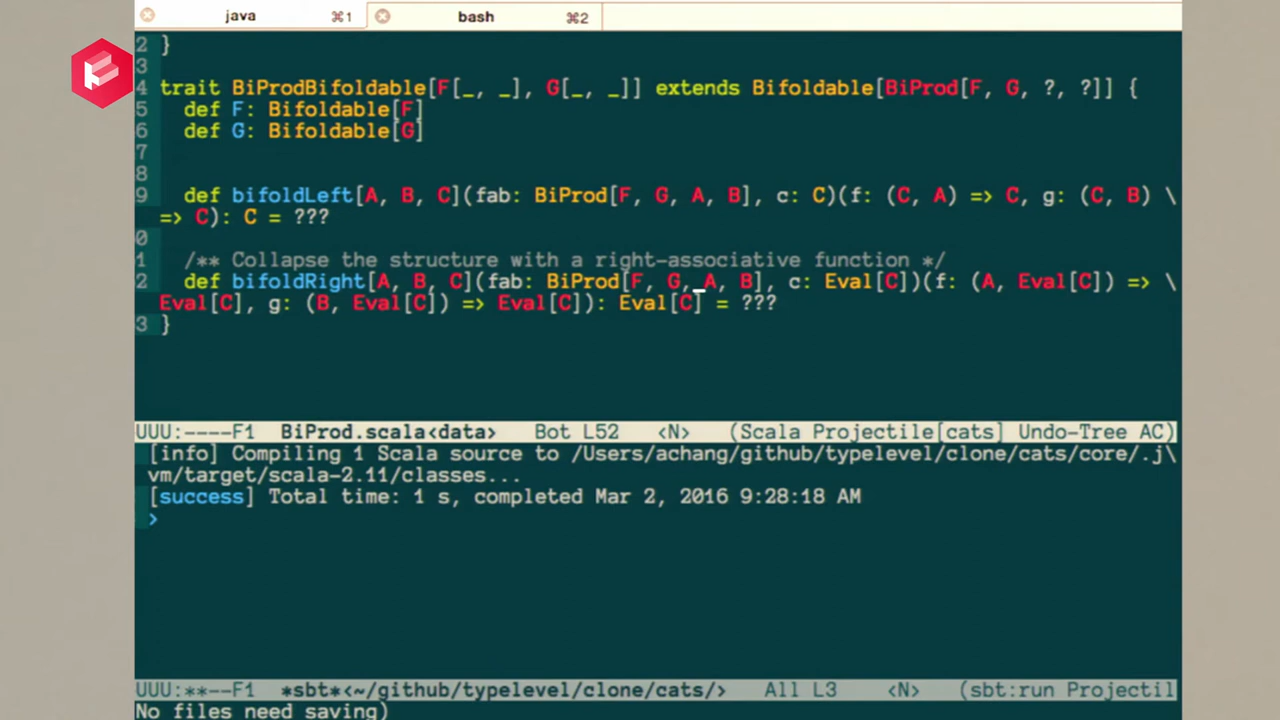 java ⌘1 bash ⌘2
2 }
3
4 trait BiProdBifoldable[F[_, _], G[_, _]] extends Bifoldable[BiProd[F, G, ?, ?]] {
5   def F: Bifoldable[F]
6   def G: Bifoldable[G]
7
8
9   def bifoldLeft[A, B, C](fab: BiProd[F, G, A, B], c: C)(f: (C, A) => C, g: (C, B) \
=> C): C = ???
0
1   /** Collapse the structure with a right-associative function */
2   def bifoldRight[A, B, C](fab: BiProd[F, G, A, B], c: Eval[C])(f: (A, Eval[C]) => \
Eval[C], g: (B, Eval[C]) => Eval[C]): Eval[C] = ???
3 }
UUU:----F1  BiProd.scala<data>   Bot L52   <N>   (Scala Projectile[cats] Undo-Tree AC)
[info] Compiling 1 Scala source to /Users/achang/github/typelevel/clone/cats/core/.j\
vm/target/scala-2.11/classes...
[success] Total time: 1 s, completed Mar 2, 2016 9:28:18 AM
>
UUU:**--F1  *sbt*<~/github/typelevel/clone/cats/>   All L3    <N>   (sbt:run Projectil
No files need saving)